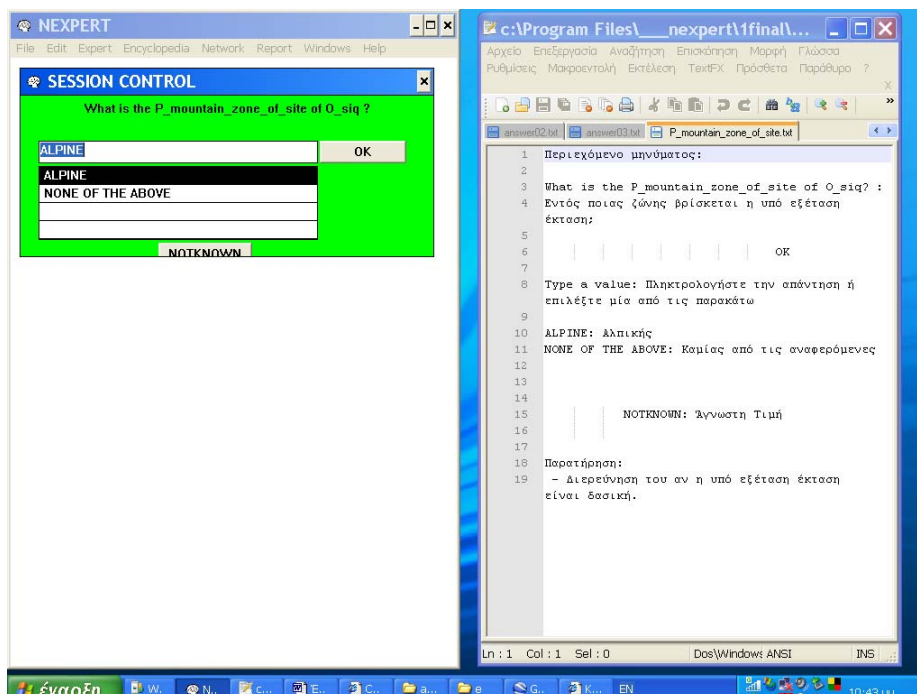 NEXPERT
File Edit Expert Encyclopedia Network Report Windows Help
SESSION CONTROL
What is the P_mountain_zone_of_site of O_siq ?
ALPINE
OK
ALPINE
NONE OF THE ABOVE
NOTKNOWN
c:\Program Files\___nexpert\1final\...
Αρχείο Επεξεργασία Αναζήτηση Επισκόπηση Μορφή Γλώσσα
Ρυθμίσεις Μακροεντολή Εκτέλεση TextFX Πρόσθετα Παράθυρο ?
X
»
answer02.txt answer03.txt P_mountain_zone_of_site.txt
1 Περιεχόμενο μηνύματος:
2
3 What is the P_mountain_zone_of_site of O_siq? :
4 Εντός ποιας ζώνης βρίσκεται η υπό εξέταση
έκταση;
5
6 OK
7
8 Type a value: Πληκτρολογήστε την απάντηση ή
επιλέξτε μία από τις παρακάτω
9
10 ALPINE: Αλπικής
11 NONE OF THE ABOVE: Καμίας από τις αναφερόμενες
12
13
14
15 NOTKNOWN: Άγνωστη Τιμή
16
17
18 Παρατήρηση:
19 - Διερεύνηση του αν η υπό εξέταση έκταση
είναι δασική.
Ln : 1 Col : 1 Sel : 0 Dos\Windows ANSI INS
έναρξη W. N.. C... Έ.. C.. a... e G.. K... EN 10:43 μμ